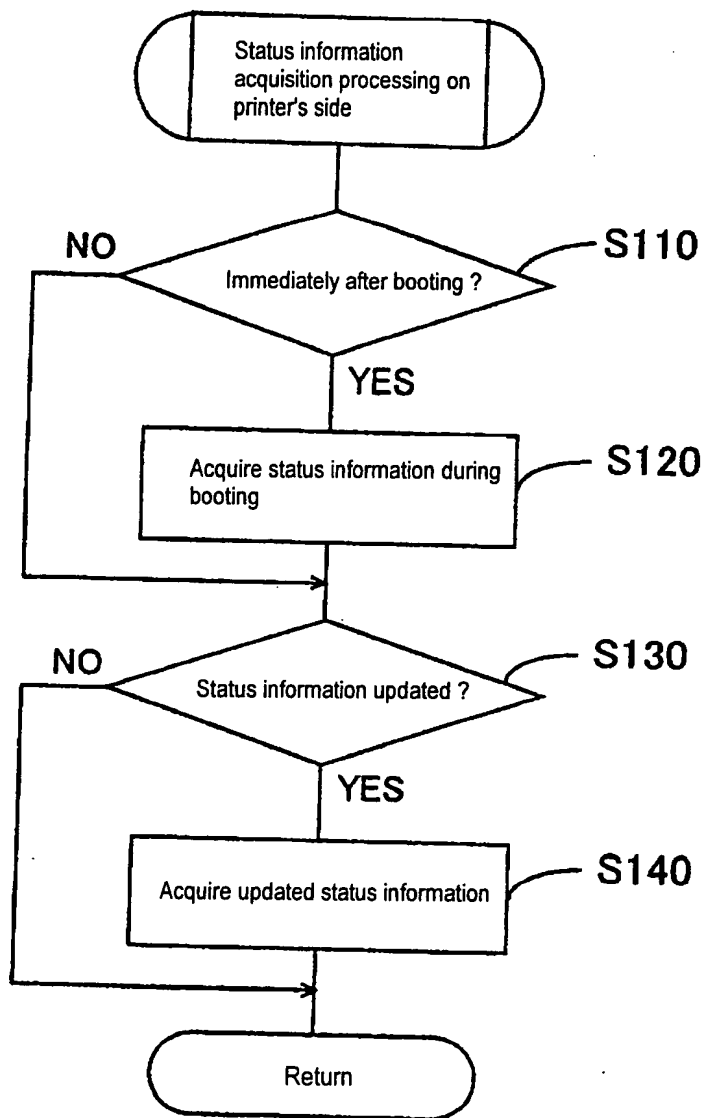 Status information
acquisition processing on
printer's side
NO
S110
Immediately after booting ?
YES
Acquire status information during
booting
S120
NO
S130
Status information updated ?
YES
Acquire updated status information
S140
Return